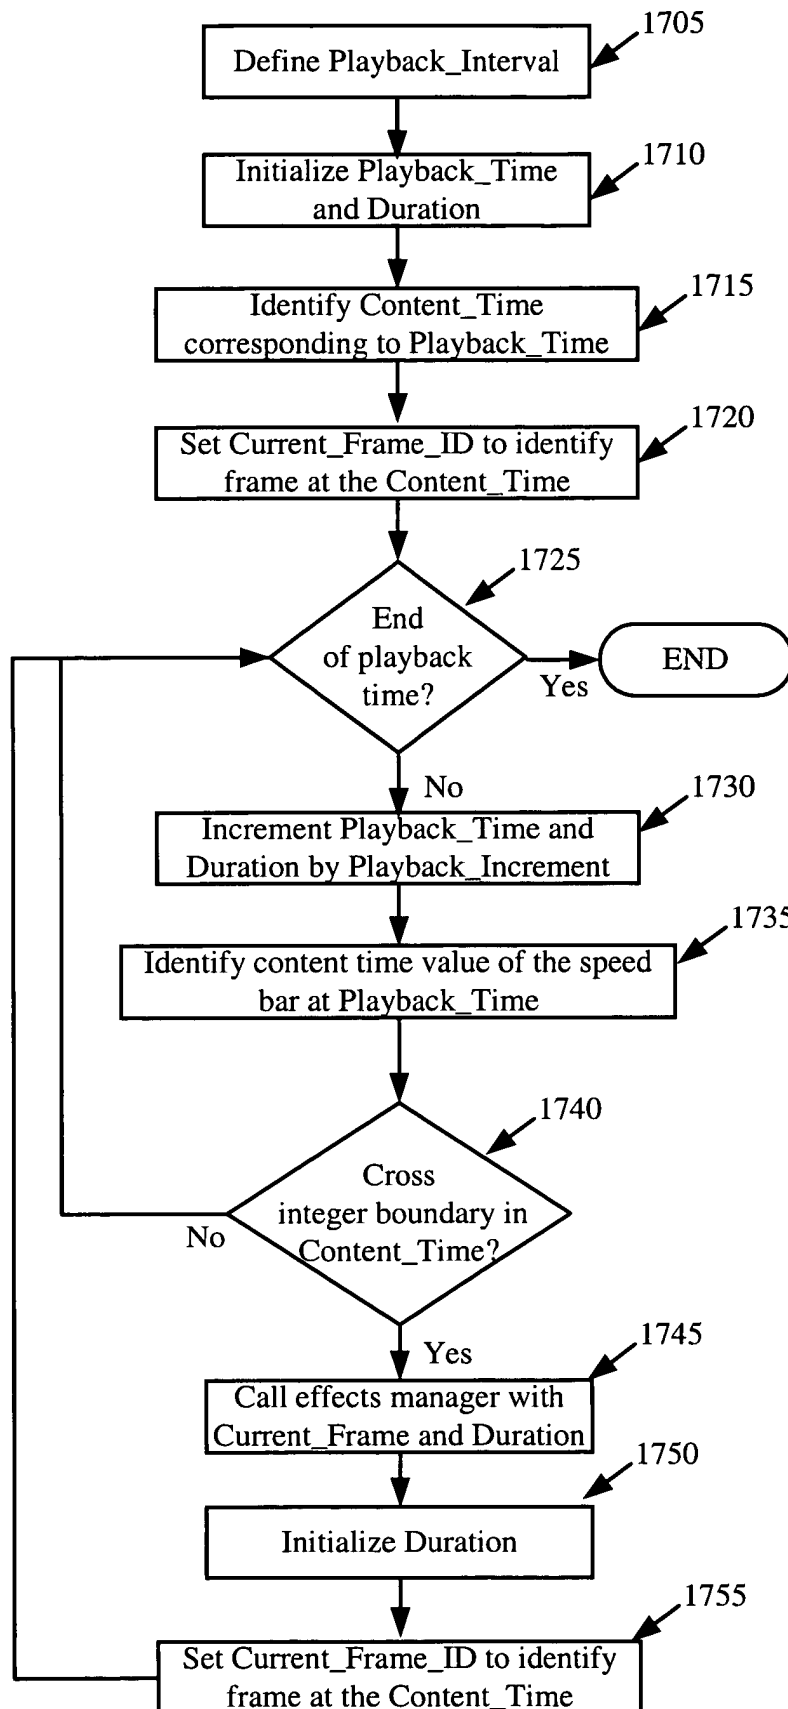 1705
Define Playback_Interval
1710
Initialize Playback_Time
and Duration
1715
Identify Content_Time
corresponding to Playback_Time
1720
Set Current_Frame_ID to identify
frame at the Content_Time
1725
End
of playback
time?
END
Yes
No
1730
Increment Playback_Time and
Duration by Playback_Increment
1735
Identify content time value of the speed
bar at Playback_Time
1740
Cross
integer boundary in
Content_Time?
No
Yes
1745
Call effects manager with
Current_Frame and Duration
1750
Initialize Duration
1755
Set Current_Frame_ID to identify
frame at the Content_Time